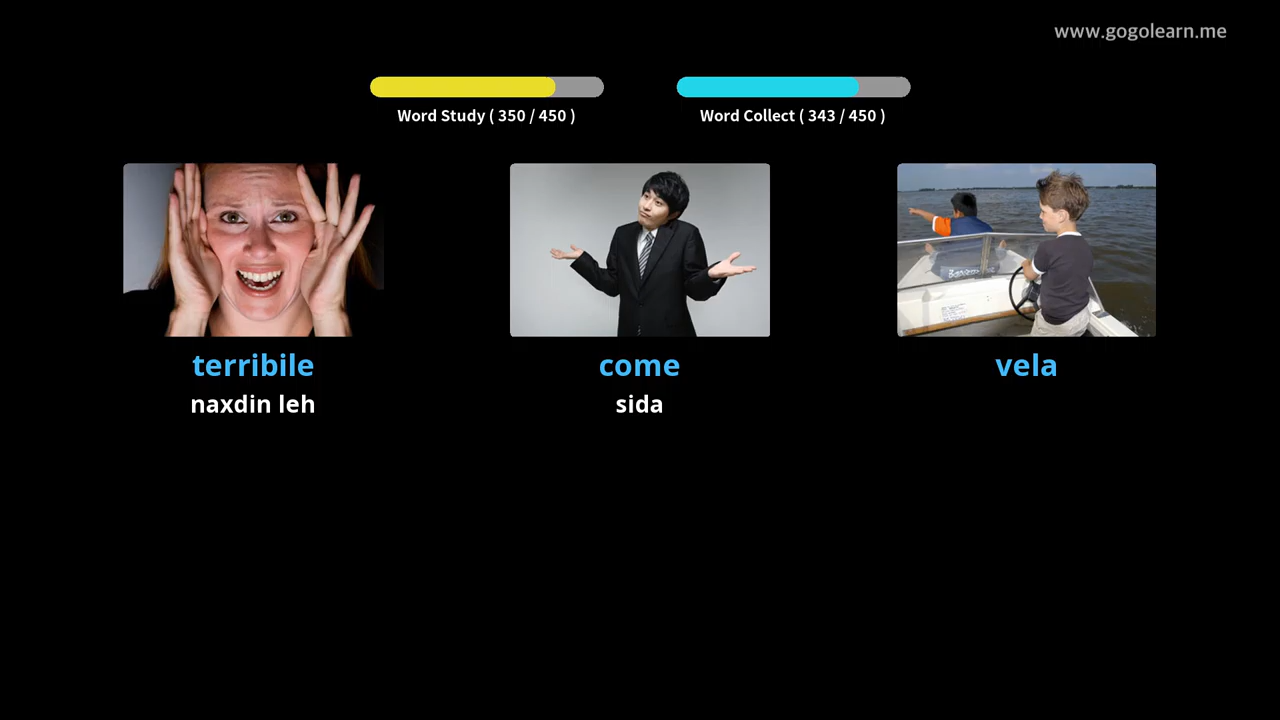 www.gogolearn.me
Word Study ( 350 / 450 )
Word Collect ( 343 / 450 )
terribile
come
vela
naxdin leh
sida